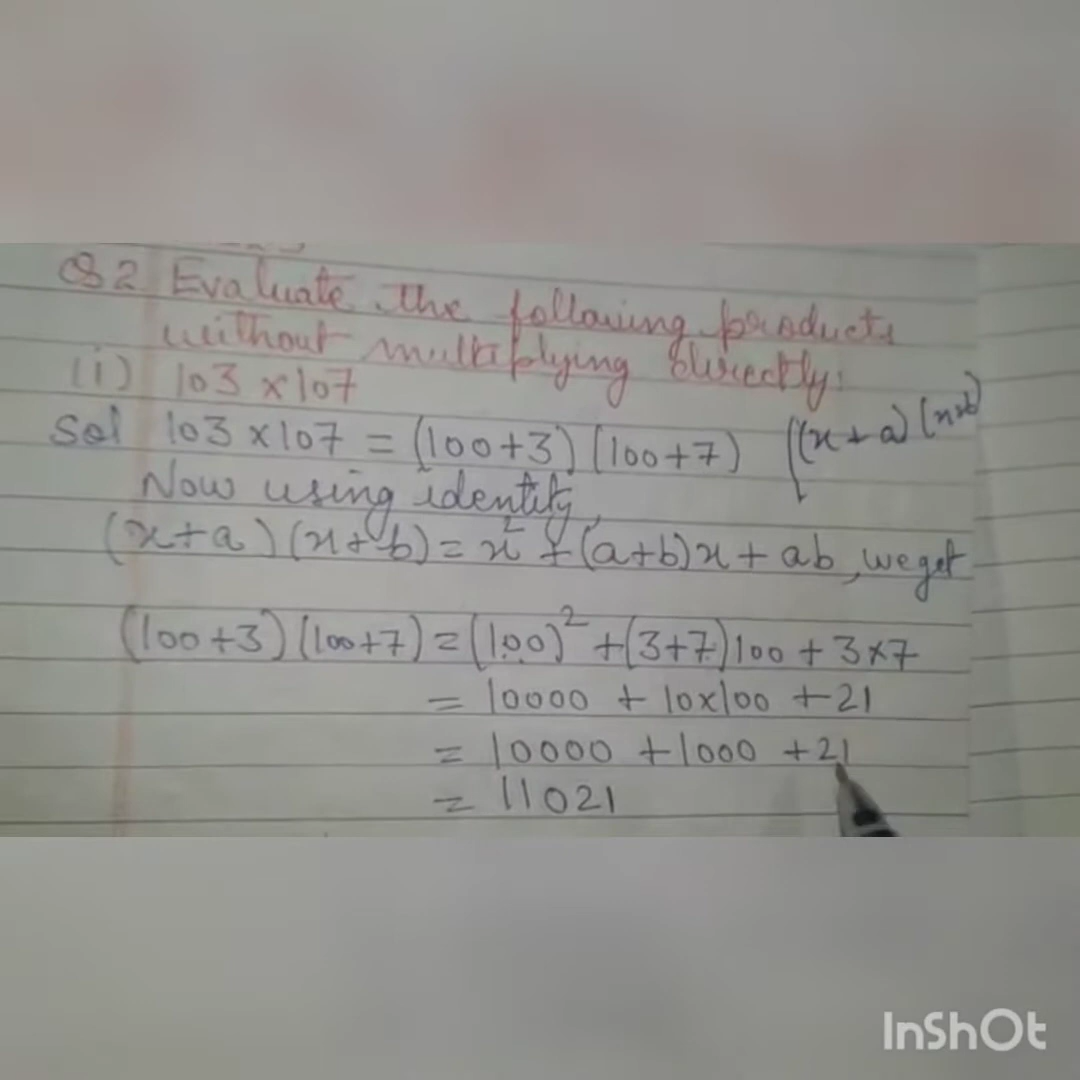 Q2 Evaluate the following products
without multiplying directly:
(i) 103 × 107
Sol 103 × 107 = (100+3) (100+7) (x+a) (x+b)
Now using identity,
(x+a) (x+b) = x² + (a+b)x + ab, we get
(100+3) (100+7) = (100)² + (3+7)100 + 3×7
= 10000 + 10×100 + 21
= 10000 + 1000 + 21
= 11021
InShOt